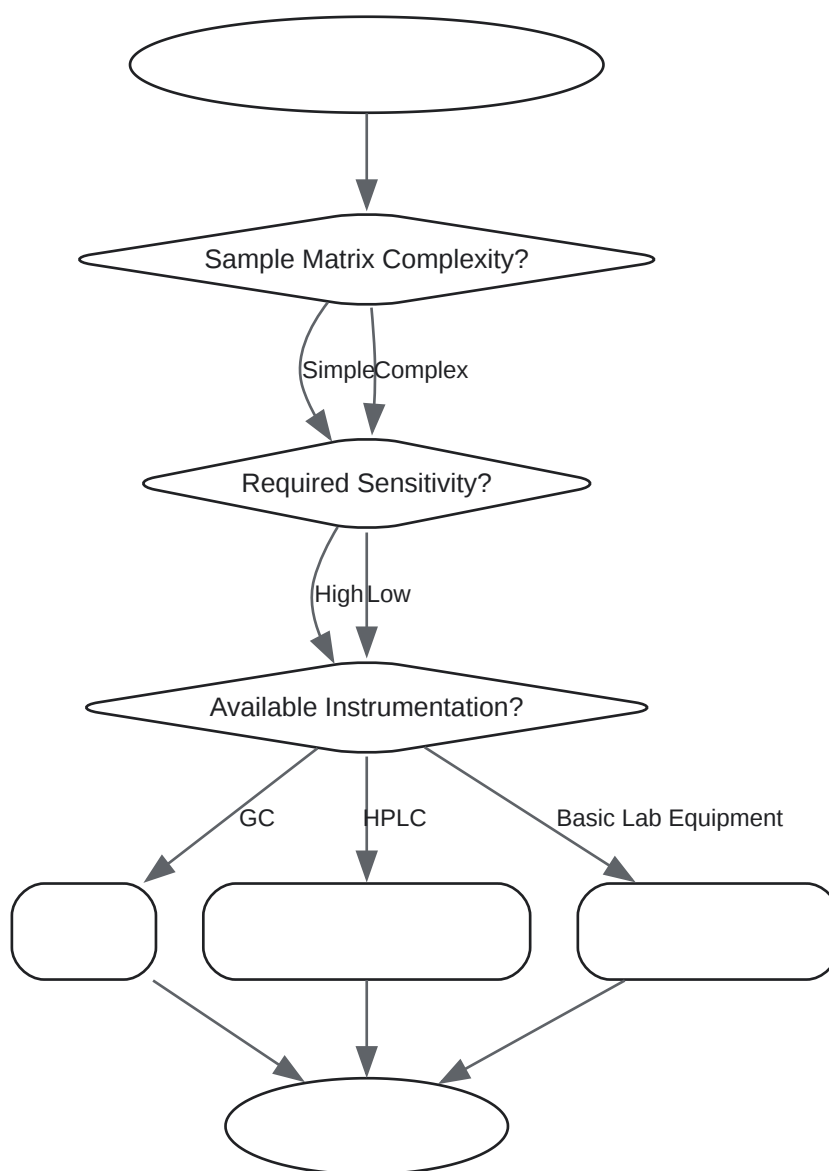 Sample Matrix Complexity?
Simple
Complex
Required Sensitivity?
High
Low
Available Instrumentation?
GC
HPLC
Basic Lab Equipment